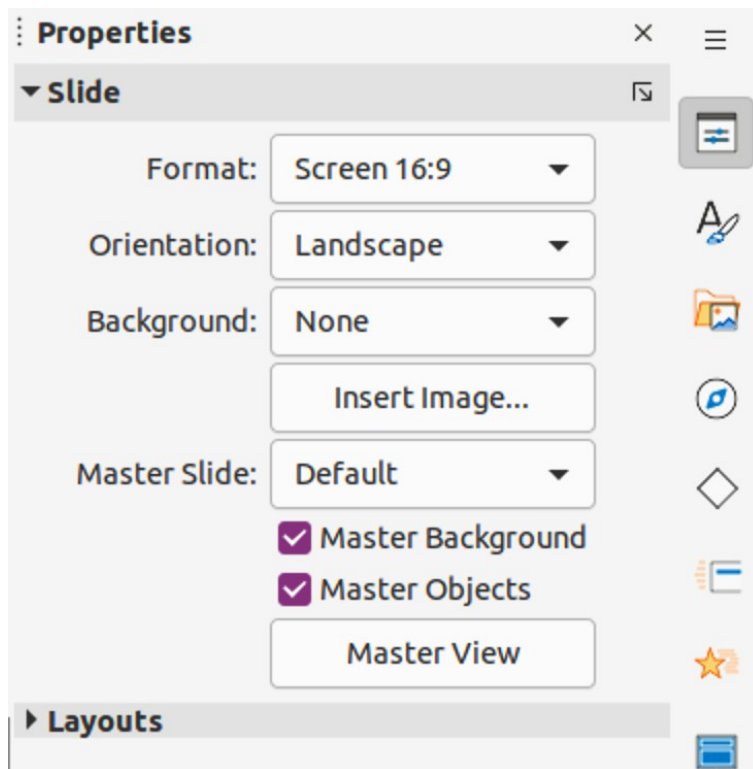 Properties
Slide
Format: Screen 16:9
Orientation: Landscape
Background: None
Insert Image...
Master Slide: Default
Master Background
Master Objects
Master View
Layouts